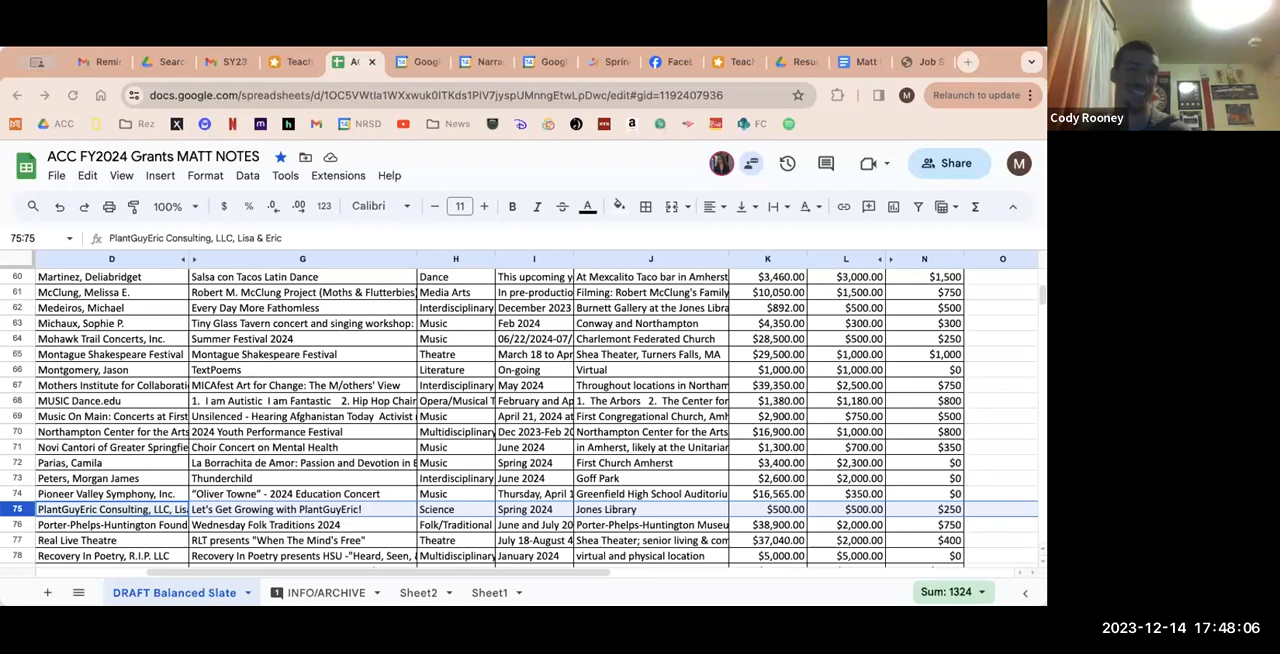 Remi
Searc
SY23
Teach
AC
Googl
Narra
Googl
Sprin
Faceb
Teach
Resu
Matt
Job S
docs.google.com/spreadsheets/d/1OC5VWtIa1WXxwuk0ITKds1PlV7jyspUMnngEtwLpDwc/edit#gid=1192407936
M
Relaunch to update
ACC
Rez
NRSD
News
FC
ACC FY2024 Grants MATT NOTES
File Edit View Insert Format Data Tools Extensions Help
Share
M
100% $ % .0 .00 123 Calibri 11 B I A
75:75 fx PlantGuyEric Consulting, LLC, Lisa & Eric
D G H I J K L N O
60 Martinez, Deliabridget Salsa con Tacos Latin Dance Dance This upcoming y At Mexcalito Taco bar in Amherst $3,460.00 $3,000.00 $1,500
61 McClung, Melissa E. Robert M. McClung Project (Moths & Flutterbies) Media Arts In pre-productio Filming: Robert McClung's Family $10,050.00 $1,500.00 $750
62 Medeiros, Michael Every Day More Fathomless Interdisciplinary December 2023 Burnett Gallery at the Jones Libra $892.00 $500.00 $500
63 Michaux, Sophie P. Tiny Glass Tavern concert and singing workshop: Music Feb 2024 Conway and Northampton $4,350.00 $300.00 $300
64 Mohawk Trail Concerts, Inc. Summer Festival 2024 Music 06/22/2024-07/ Charlemont Federated Church $28,500.00 $500.00 $250
65 Montague Shakespeare Festival Montague Shakespeare Festival Theatre March 18 to Apr Shea Theater, Turners Falls, MA $29,500.00 $1,000.00 $1,000
66 Montgomery, Jason TextPoems Literature On-going Virtual $1,000.00 $1,000.00 $0
67 Mothers Institute for Collaborati MICAfest Art for Change: The M/others' View Interdisciplinary May 2024 Throughout locations in Northam $39,350.00 $2,500.00 $750
68 MUSIC Dance.edu 1. I am Autistic I am Fantastic 2. Hip Hop Chair Opera/Musical T February and Ap 1. The Arbors 2. The Center for $1,180.00 $1,180.00 $800
69 Music On Main: Concerts at First Unsilenced - Hearing Afghanistan Today Activist Music April 21, 2024 at First Congregational Church, Amh $2,900.00 $750.00 $500
70 Northampton Center for the Arts 2024 Youth Performance Festival Multidisciplinary Dec 2023-Feb 20 Northampton Center for the Arts $16,900.00 $1,000.00 $800
71 Novi Cantori of Greater Springfie Choir Concert on Mental Health Music June 2024 in Amherst, likely at the Unitarian $1,300.00 $700.00 $350
72 Parias, Camila La Borrachita de Amor: Passion and Devotion in E Music Spring 2024 First Church Amherst $3,400.00 $2,300.00 $0
73 Peters, Morgan James Thunderchild Interdisciplinary June 2024 Goff Park $2,600.00 $2,000.00 $0
74 Pioneer Valley Symphony, Inc. "Oliver Towne" - 2024 Education Concert Music Thursday, April 1 Greenfield High School Auditoriu $16,565.00 $350.00 $0
75 PlantGuyEric Consulting, LLC, Lis Let's Get Growing with PlantGuyEric! Science Spring 2024 Jones Library $500.00 $500.00 $250
76 Porter-Phelps-Huntington Found Wednesday Folk Traditions 2024 Folk/Traditional June and July 20 Porter-Phelps-Huntington Museu $38,900.00 $2,000.00 $750
77 Real Live Theatre RLT presents "When The Mind's Free" Theatre July 18-August 4 Shea Theater; senior living & com $37,040.00 $2,000.00 $400
78 Recovery In Poetry, R.I.P. LLC Recovery In Poetry presents HSU -"Heard, Seen, Multidisciplinary January 2024 virtual and physical location $5,000.00 $5,000.00 $0
DRAFT Balanced Slate 1 INFO/ARCHIVE Sheet2 Sheet1 Sum: 1324
Cody Rooney
2023-12-14 17:48:06